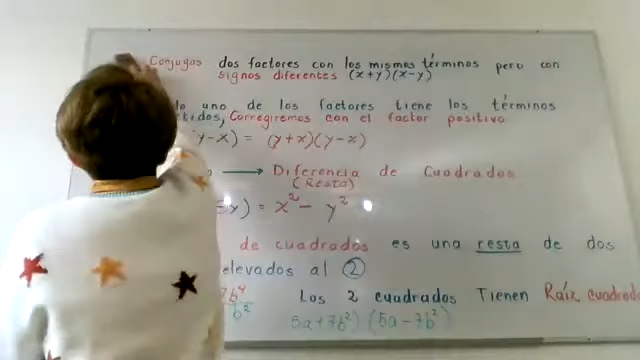 Conjugas dos factores con los mismos términos pero con
signos diferentes (x+y)(x-y)
uno de los factores tiene los términos
Corregiremos con el factor positivo
y-x) = (y+x)(y-x)
→ Diferencia de Cuadrados
(Resta)
y) = x² - y²
de cuadrados es una resta de dos
elevados al 2
7b⁴ Los 2 cuadrados Tienen Raíz cuadrada
b² 5a+7b²) (5a-7b²)